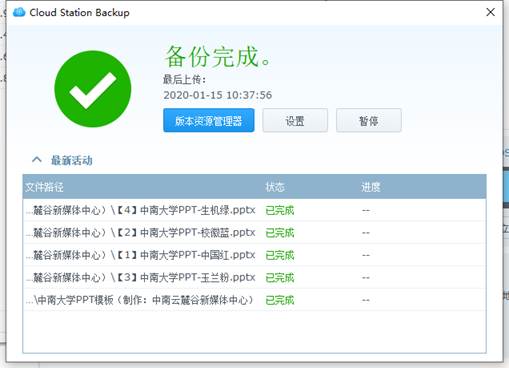 Cloud Station Backup
备份完成。
最后上传：
2020-01-15 10:37:56
版本资源管理器 设置 暂停
最新活动
文件路径 状态 进度
...麓谷新媒体中心）\【4】中南大学PPT-生机绿.pptx 已完成 --
...麓谷新媒体中心）\【2】中南大学PPT-校徽蓝.pptx 已完成 --
...麓谷新媒体中心）\【1】中南大学PPT-中国红.pptx 已完成 --
...麓谷新媒体中心）\【3】中南大学PPT-玉兰粉.pptx 已完成 --
...\中南大学PPT模板（制作：中南云麓谷新媒体中心） 已完成 --